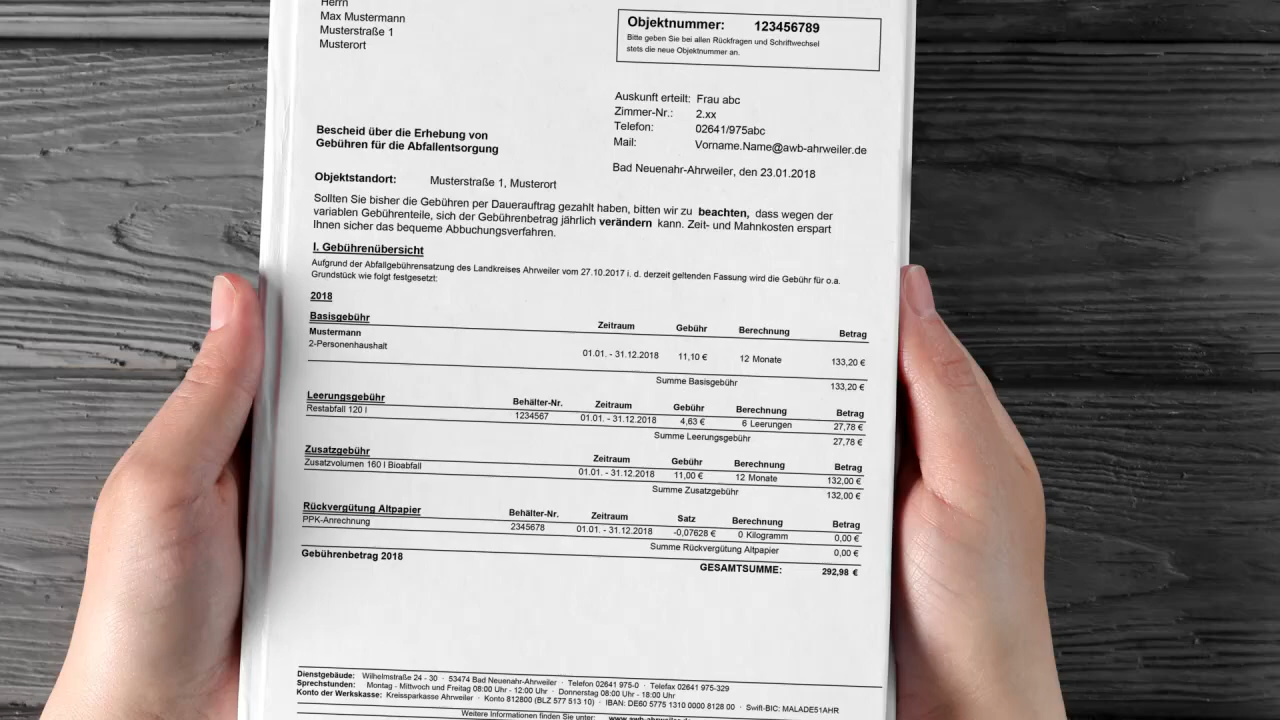 Herrn
Max Mustermann
Musterstraße 1
Musterort
Objektnummer: 123456789
Bitte geben Sie bei allen Rückfragen und Schriftwechsel
stets die neue Objektnummer an.
Auskunft erteilt: Frau abc
Zimmer-Nr.: 2.xx
Telefon: 02641/975abc
Mail: Vorname.Name@awb-ahrweiler.de
Bad Neuenahr-Ahrweiler, den 23.01.2018
Bescheid über die Erhebung von
Gebühren für die Abfallentsorgung
Objektstandort: Musterstraße 1, Musterort
Sollten Sie bisher die Gebühren per Dauerauftrag gezahlt haben, bitten wir zu beachten, dass wegen der
variablen Gebührenteile, sich der Gebührenbetrag jährlich verändern kann. Zeit- und Mahnkosten erspart
Ihnen sicher das bequeme Abbuchungsverfahren.
I. Gebührenübersicht
Aufgrund der Abfallgebührensatzung des Landkreises Ahrweiler vom 27.10.2017 i. d. derzeit geltenden Fassung wird die Gebühr für o.a.
Grundstück wie folgt festgesetzt:
2018
Basisgebühr Zeitraum Gebühr Berechnung Betrag
Mustermann
2-Personenhaushalt 01.01. - 31.12.2018 11,10 € 12 Monate 133,20 €
Summe Basisgebühr 133,20 €
Leerungsgebühr Behälter-Nr. Zeitraum Gebühr Berechnung Betrag
Restabfall 120 l 1234567 01.01. - 31.12.2018 4,63 € 6 Leerungen 27,78 €
Summe Leerungsgebühr 27,78 €
Zusatzgebühr Zeitraum Gebühr Berechnung Betrag
Zusatzvolumen 160 l Bioabfall 01.01. - 31.12.2018 11,00 € 12 Monate 132,00 €
Summe Zusatzgebühr 132,00 €
Rückvergütung Altpapier Behälter-Nr. Zeitraum Satz Berechnung Betrag
PPK-Anrechnung 2345678 01.01. - 31.12.2018 -0,07628 € 0 Kilogramm 0,00 €
Summe Rückvergütung Altpapier 0,00 €
Gebührenbetrag 2018 GESAMTSUMME: 292,98 €
Dienstgebäude: Wilhelmstraße 24 - 30 · 53474 Bad Neuenahr-Ahrweiler · Telefon 02641 975-0 · Telefax 02641 975-329
Sprechstunden: Montag - Mittwoch und Freitag 08:00 Uhr - 12:00 Uhr · Donnerstag 08:00 Uhr - 18:00 Uhr
Konto der Werkskasse: Kreissparkasse Ahrweiler · Konto 812800 (BLZ 577 513 10) · IBAN: DE60 5775 1310 0000 8128 00 · Swift-BIC: MALADE51AHR
Weitere Informationen finden Sie unter: www.awb-ahrweiler.de